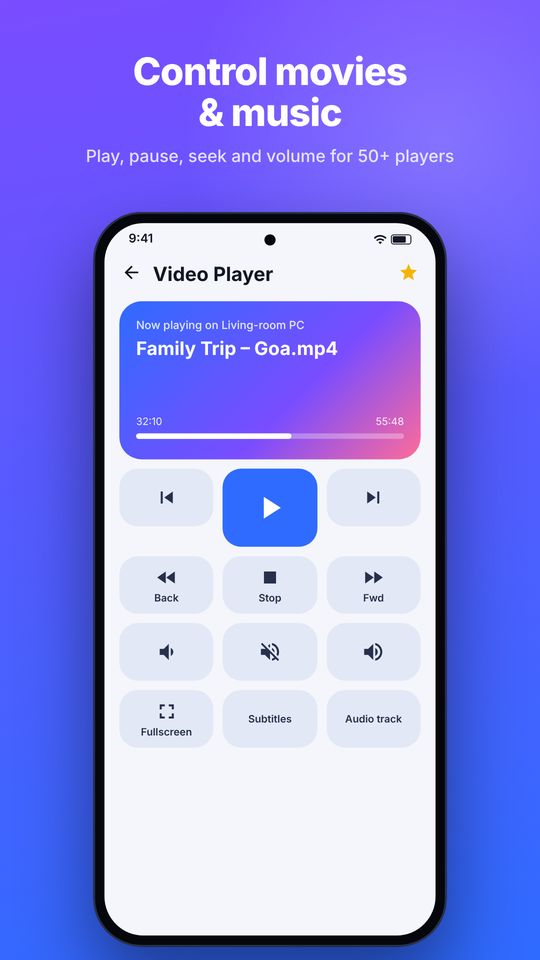 Control movies
& music
Play, pause, seek and volume for 50+ players
9:41
Video Player
Now playing on Living-room PC
Family Trip – Goa.mp4
32:10 55:48
Back Stop Fwd
Fullscreen Subtitles Audio track